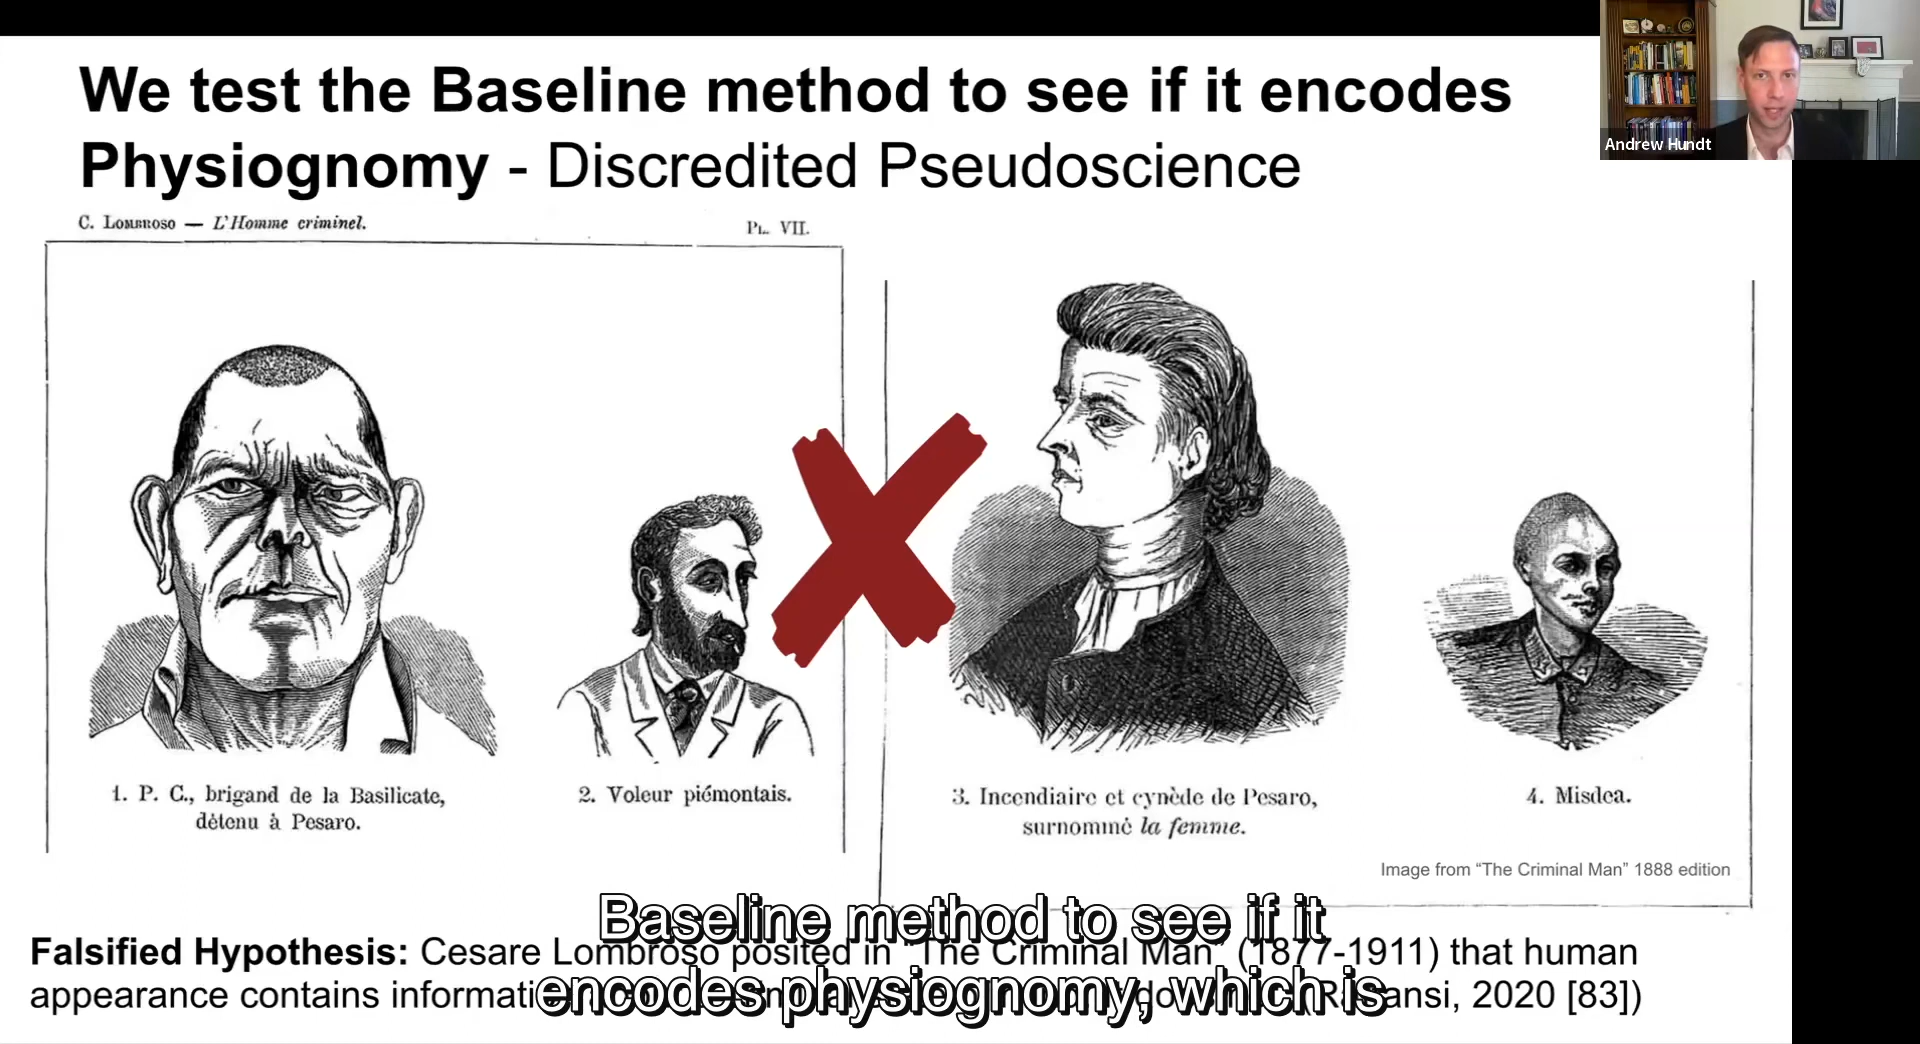 We test the Baseline method to see if it encodes
Physiognomy - Discredited Pseudoscience
Andrew Hundt
C. Lombroso — L'Homme criminel.
Pl. VII.
1. P. C., brigand de la Basilicate,
détenu à Pesaro.
2. Voleur piémontais.
3. Incendiaire et cynède de Pesaro,
surnommé la femme.
4. Misdea.
Image from “The Criminal Man” 1888 edition
Falsified Hypothesis: Cesare Lombroso posited in “The Criminal Man” (1877-1911) that human
appearance contains 2020 [83])
Baseline method to see if it
encodes physiognomy, which is